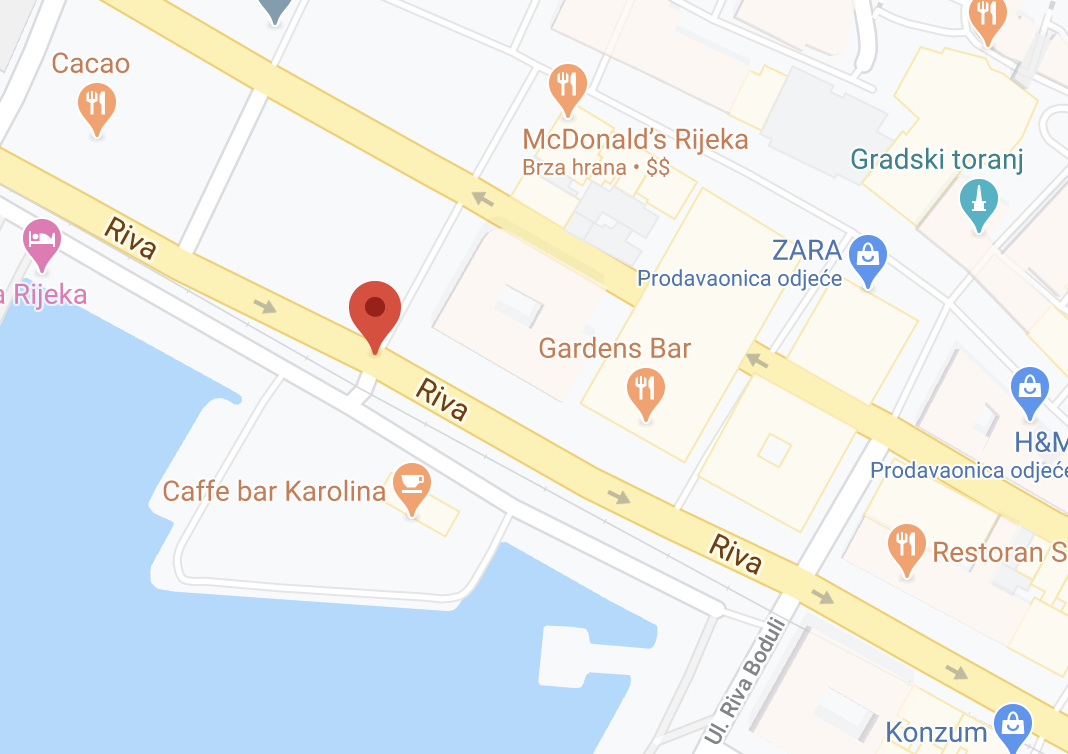 Cacao
McDonald's Rijeka
Brza hrana • $$
Gradski toranj
Riva
ZARA
Prodavaonica odjeće
a Rijeka
Gardens Bar
Riva
H&M
Prodavaonica odjeće
Caffe bar Karolina
Riva
Restoran S
Ul. Riva Boduli
Konzum